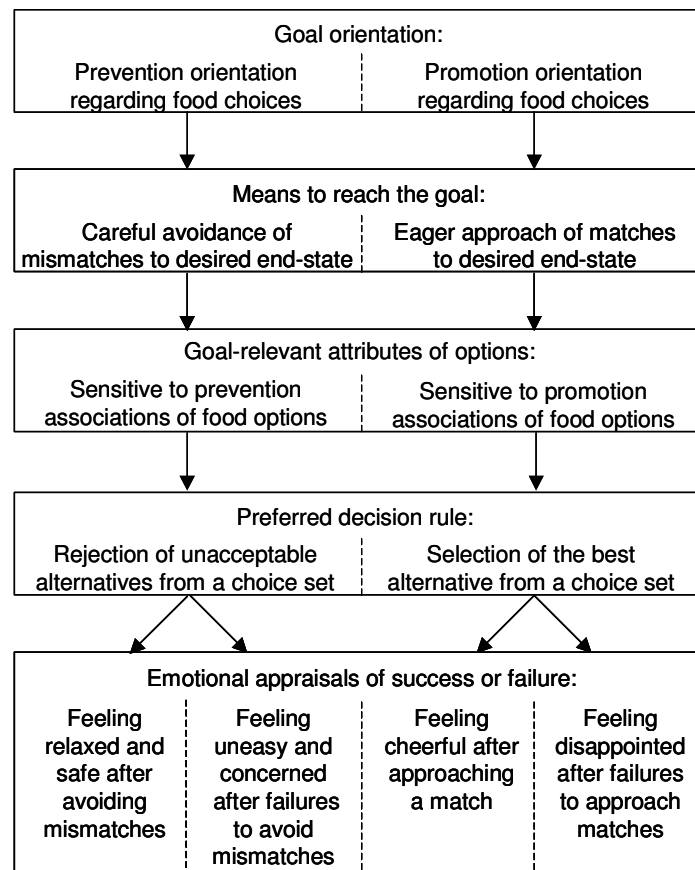 Goal orientation:
Prevention orientation
regarding food choices
Promotion orientation
regarding food choices
Means to reach the goal:
Careful avoidance of
mismatches to desired end-state
Eager approach of matches
to desired end-state
Goal-relevant attributes of options:
Sensitive to prevention
associations of food options
Sensitive to promotion
associations of food options
Preferred decision rule:
Rejection of unacceptable
alternatives from a choice set
Selection of the best
alternative from a choice set
Emotional appraisals of success or failure:
Feeling
relaxed and
safe after
avoiding
mismatches
Feeling
uneasy and
concerned
after failures
to avoid
mismatches
Feeling
cheerful after
approaching
a match
Feeling
disappointed
after failures
to approach
matches